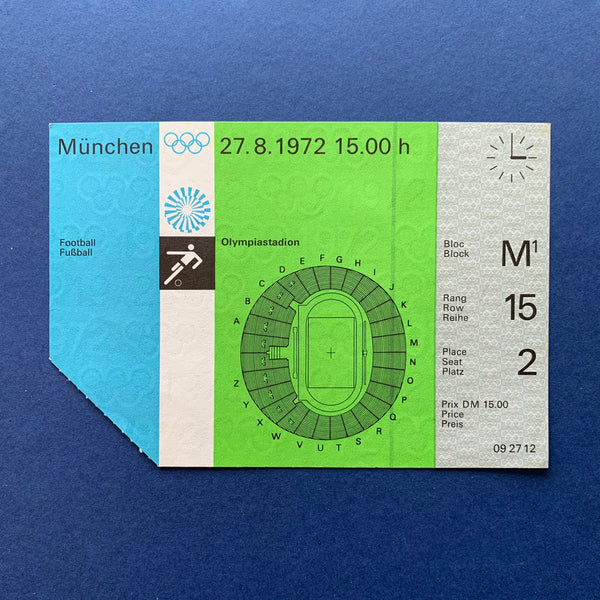 München
27.8.1972 15.00 h
Football
Fußball
Olympiastadion
A
B
C
D
E
F
G
H
I
J
K
L
M
N
O
P
Q
R
S
T
U
V
W
X
Y
Z
Bloc
Block
M1
Rang
Row
Reihe
15
Place
Seat
Platz
2
Prix DM 15.00
Price
Preis
09 27 12